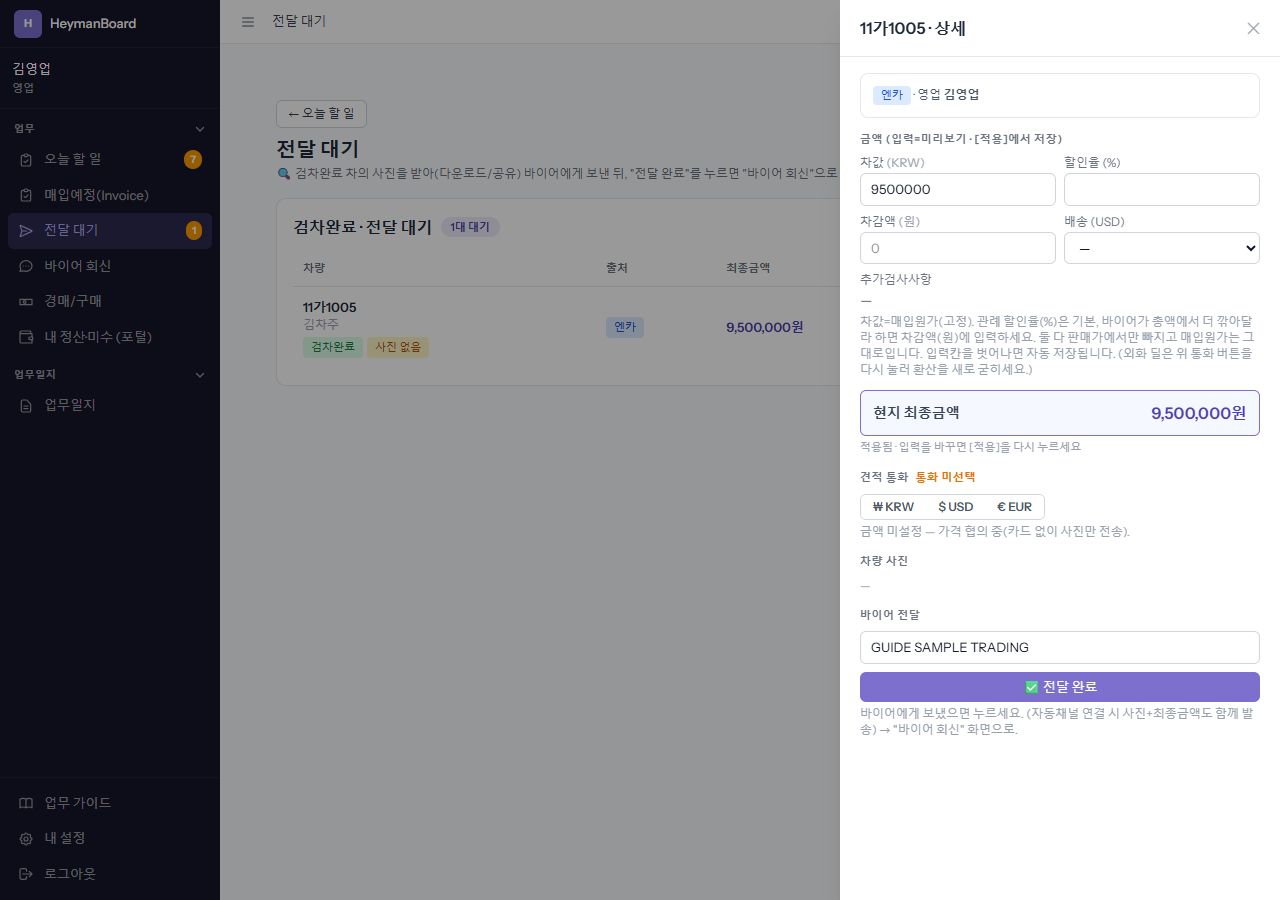 H HeymanBoard
김영업
영업
업무
오늘 할 일 7
매입예정(Invoice)
전달 대기 1
바이어 회신
경매/구매
내 정산·미수 (포털)
업무일지
업무일지
업무 가이드
내 설정
로그아웃
전달 대기
← 오늘 할 일
전달 대기
🔍 검차완료 차의 사진을 받아(다운로드/공유) 바이어에게 보낸 뒤, "전달 완료"를 누르면 "바이어 회신"으로
검차완료·전달 대기 1대 대기
차량 출처 최종금액
11가1005
김차주
검차완료 사진 없음
엔카
9,500,000원
11가1005 · 상세
엔카 · 영업 김영업
금액 (입력=미리보기 · [적용]에서 저장)
차값 (KRW) 할인율 (%)
9500000
차감액 (원) 배송 (USD)
0 —
추가검사사항
—
차값=매입원가(고정). 관례 할인율(%)은 기본, 바이어가 총액에서 더 깎아달
라 하면 차감액(원)에 입력하세요. 둘 다 판매가에서만 빠지고 매입원가는 그
대로입니다. 입력칸을 벗어나면 자동 저장됩니다. (외화 딜은 위 통화 버튼을
다시 눌러 환산을 새로 굳히세요.)
현지 최종금액 9,500,000원
적용됨 · 입력을 바꾸면 [적용]을 다시 누르세요
견적 통화 통화 미선택
₩ KRW $ USD € EUR
금액 미설정 — 가격 협의 중(카드 없이 사진만 전송).
차량 사진
—
바이어 전달
GUIDE SAMPLE TRADING
✅ 전달 완료
바이어에게 보냈으면 누르세요. (자동채널 연결 시 사진+최종금액도 함께 발
송) → "바이어 회신" 화면으로.